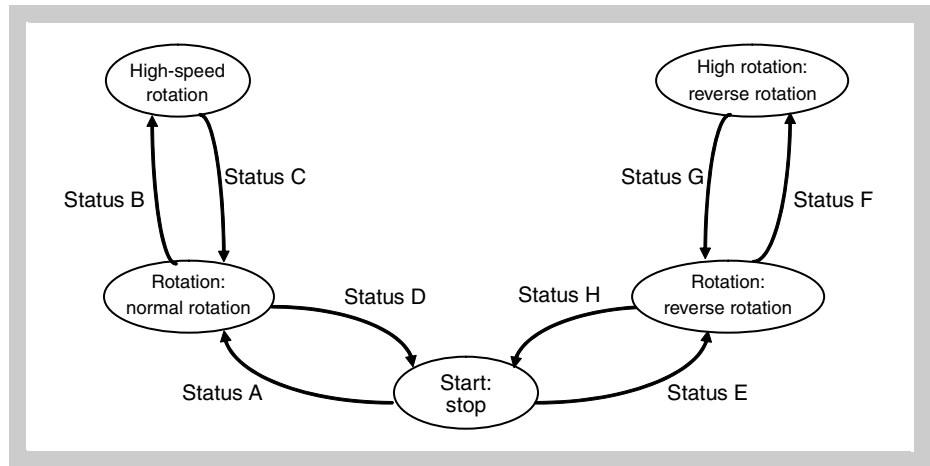 High-speed
rotation
High rotation:
reverse rotation
Status C
Status G
Status B
Status F
Rotation:
normal rotation
Rotation:
reverse rotation
Status D
Status H
Status A
Start:
stop
Status E